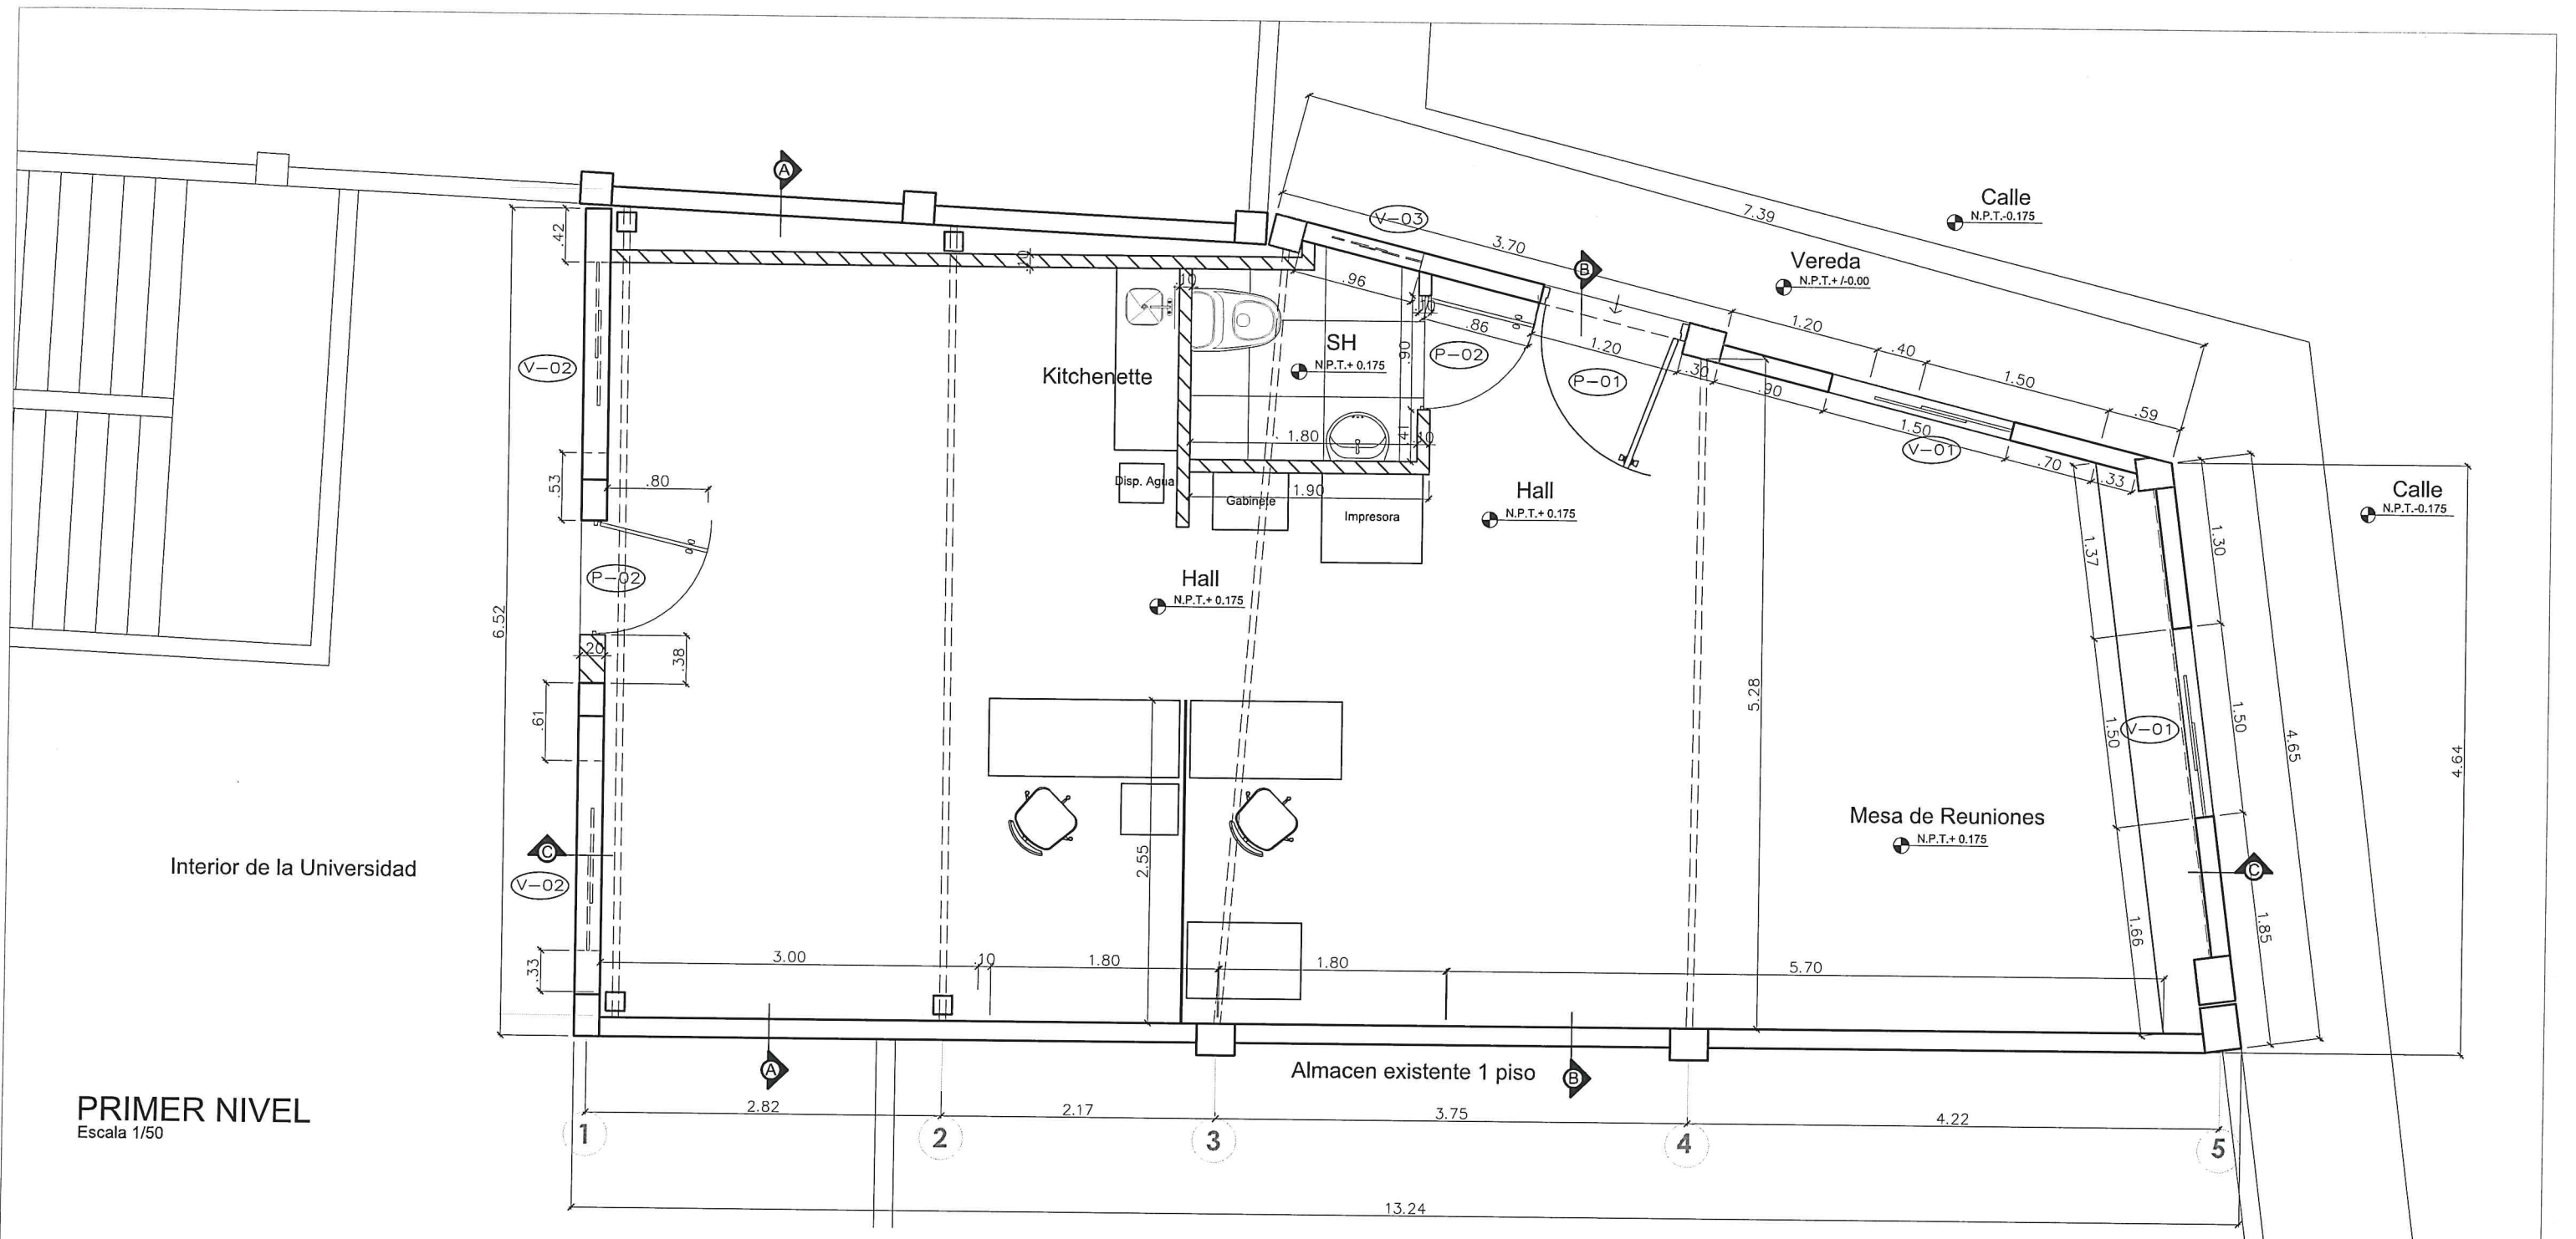 Calle
N.P.T.-0.175
7.39
A
V-03
3.70
B
Vereda
N.P.T.+/-0.00
.42
.10
.96
.10
.10
.86
1.20
1.20
.40
1.50
.59
V-02
Kitchenette
SH
N.P.T.+ 0.175
.90
P-02
P-01
.30
.90
1.50
V-01
.70
.33
1.80
.41
.10
.53
.80
Disp. Agua
Gabinete
1.90
Impresora
Hall
N.P.T.+ 0.175
Calle
N.P.T.-0.175
1.37
1.30
P-02
Hall
N.P.T.+ 0.175
6.52
.20
.38
.61
5.28
1.50
V-01
1.50
4.65
4.64
Mesa de Reuniones
N.P.T.+ 0.175
Interior de la Universidad
C
V-02
2.55
C
1.66
1.85
.33
3.00
.10
1.80
1.80
5.70
A
Almacen existente 1 piso
B
PRIMER NIVEL
Escala 1/50
2.82
2.17
3.75
4.22
1
2
3
4
5
13.24